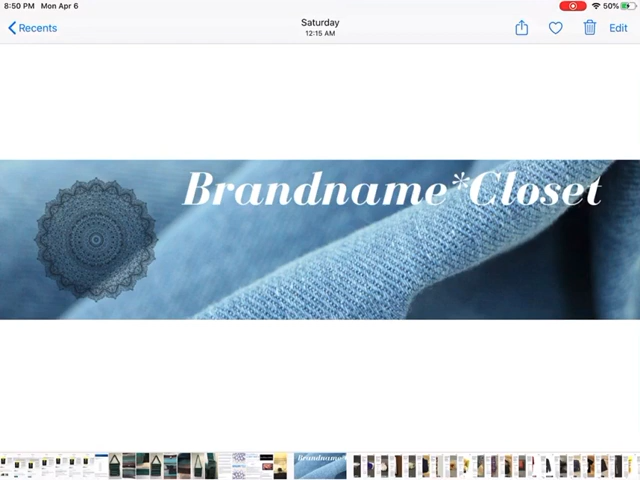 8:50 PM Mon Apr 6
50%
Recents
Saturday
12:15 AM
Edit
Brandname*Closet